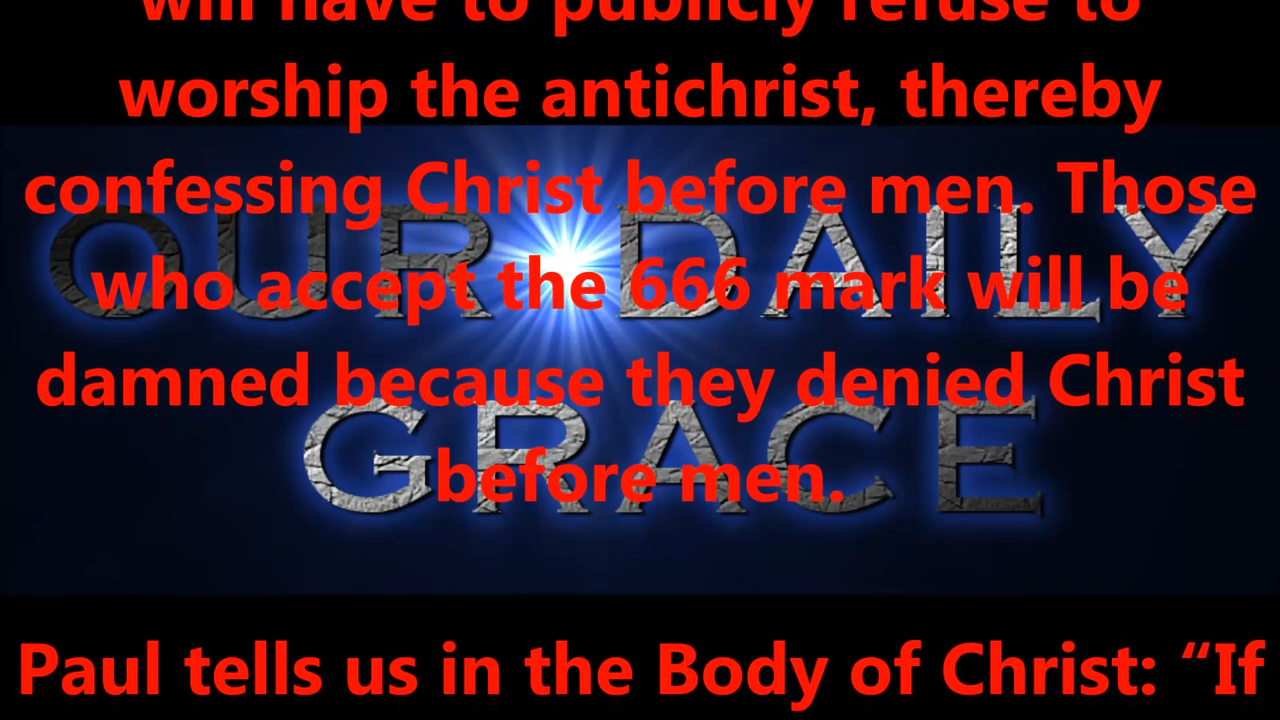 will have to publicly refuse to
worship the antichrist, thereby
confessing Christ before men. Those
OUR DAILY
who accept the 666 mark will be
damned because they denied Christ
GRACE
before men.
Paul tells us in the Body of Christ: “If